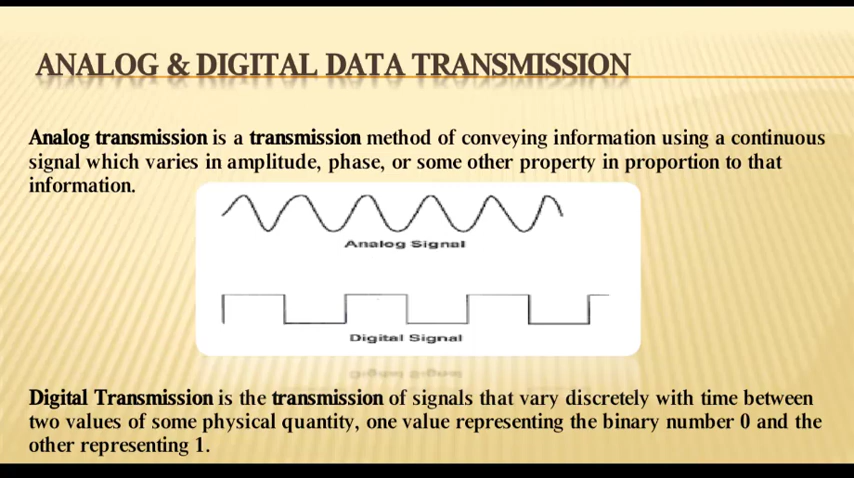 ANALOG & DIGITAL DATA TRANSMISSION
Analog transmission is a transmission method of conveying information using a continuous
signal which varies in amplitude, phase, or some other property in proportion to that
information.
Analog Signal
Digital Signal
Digital Transmission is the transmission of signals that vary discretely with time between
two values of some physical quantity, one value representing the binary number 0 and the
other representing 1.